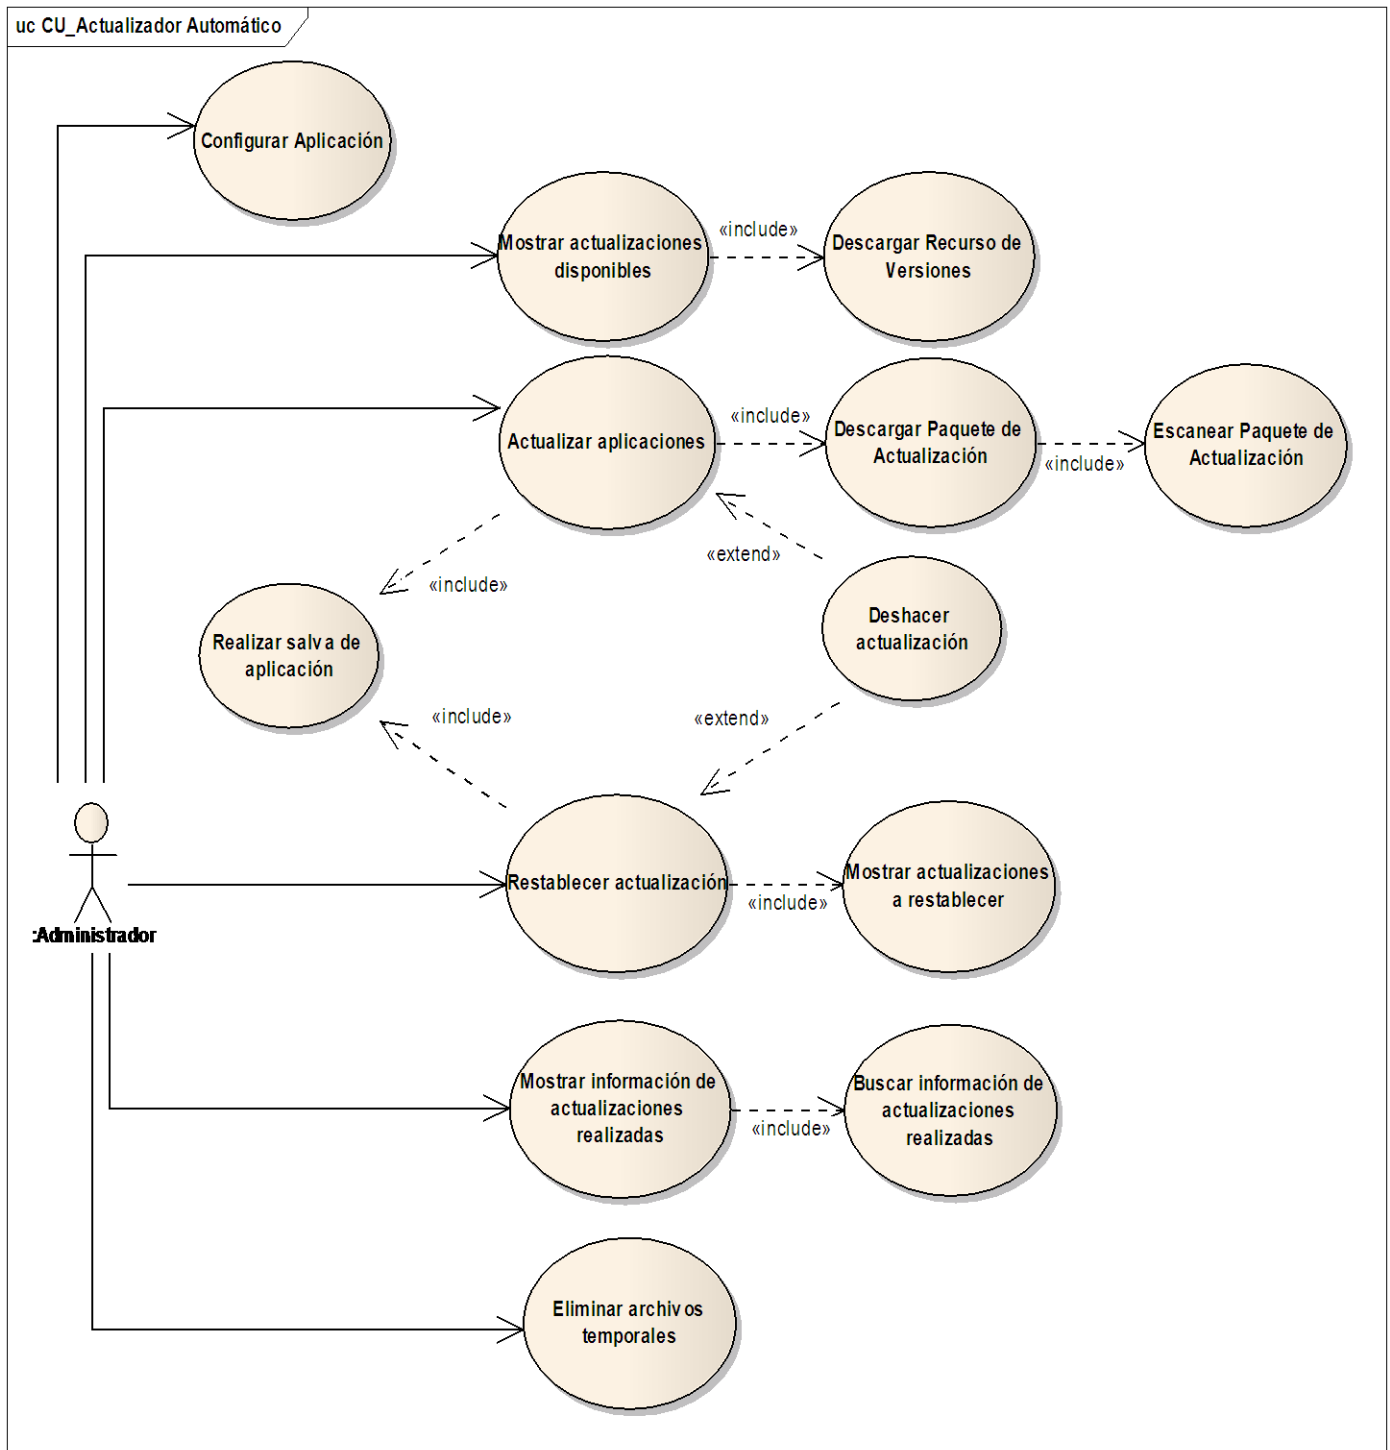 uc CU_Actualizador Automático
Configurar Aplicación
Mostrar actualizaciones
disponibles
«include»
Descargar Recurso de
Versiones
Actualizar aplicaciones
«include»
Descargar Paquete de
Actualización
«include»
Escanear Paquete de
Actualización
«include»
«extend»
Deshacer
actualización
Realizar salva de
aplicación
«include»
«extend»
Restablecer actualización
«include»
Mostrar actualizaciones
a restablecer
:Administrador
Mostrar información de
actualizaciones
realizadas
«include»
Buscar información de
actualizaciones
realizadas
Eliminar archivos
temporales